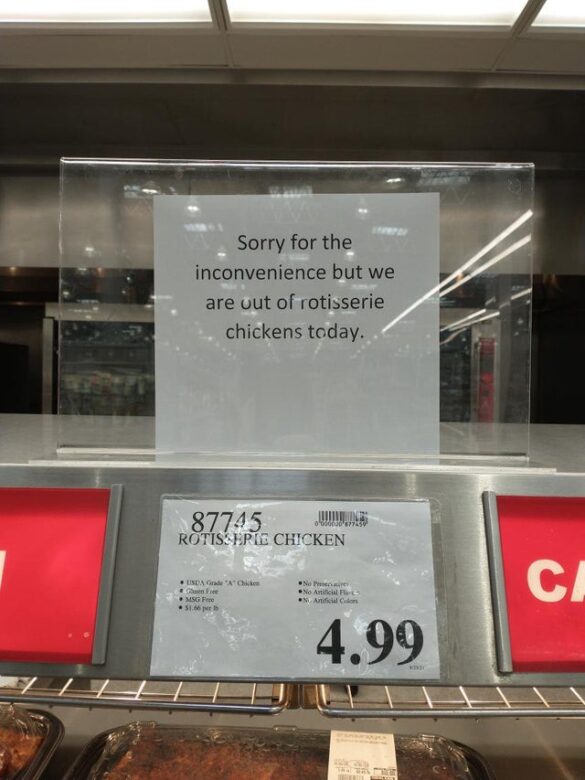 Sorry for the
inconvenience but we
are out of rotisserie
chickens today.
87745
ROTISSERIE CHICKEN
• USDA Grade "A" Chicken
• Gluten Free
• MSG Free
• $1.66 per lb
• No Preservatives
• No Artificial Flavors
• No Artificial Colors
4.99
CA